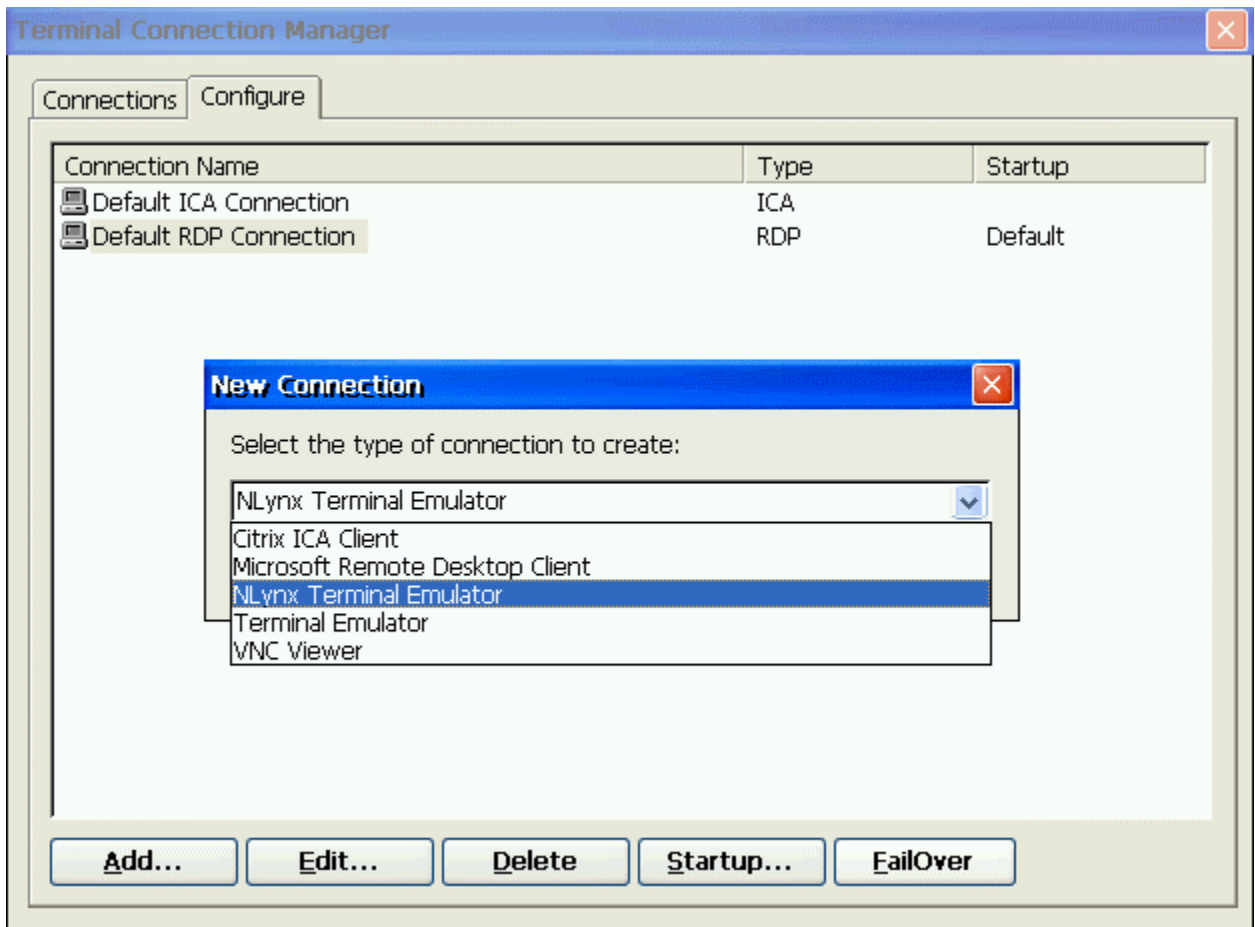 Terminal Connection Manager
Connections Configure
Connection Name Type Startup
Default ICA Connection ICA
Default RDP Connection RDP Default
New Connection
Select the type of connection to create:
NLynx Terminal Emulator
Citrix ICA Client
Microsoft Remote Desktop Client
NLynx Terminal Emulator
Terminal Emulator
VNC Viewer
Add... Edit... Delete Startup... FailOver